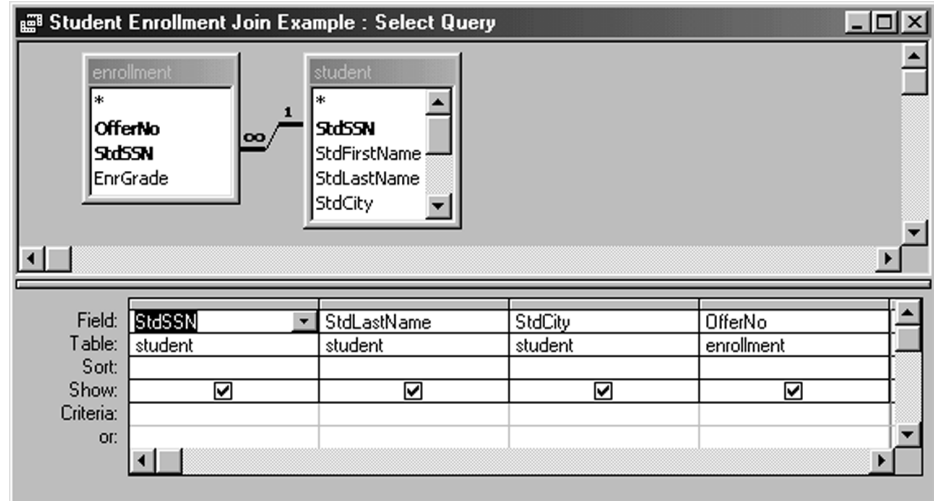 Student Enrollment Join Example : Select Query
enrollment
*
OfferNo
StdSSN
EnrGrade
∞
1
student
*
StdSSN
StdFirstName
StdLastName
StdCity
Field: StdSSN StdLastName StdCity OfferNo
Table: student student student enrollment
Sort:
Show:
Criteria:
or: